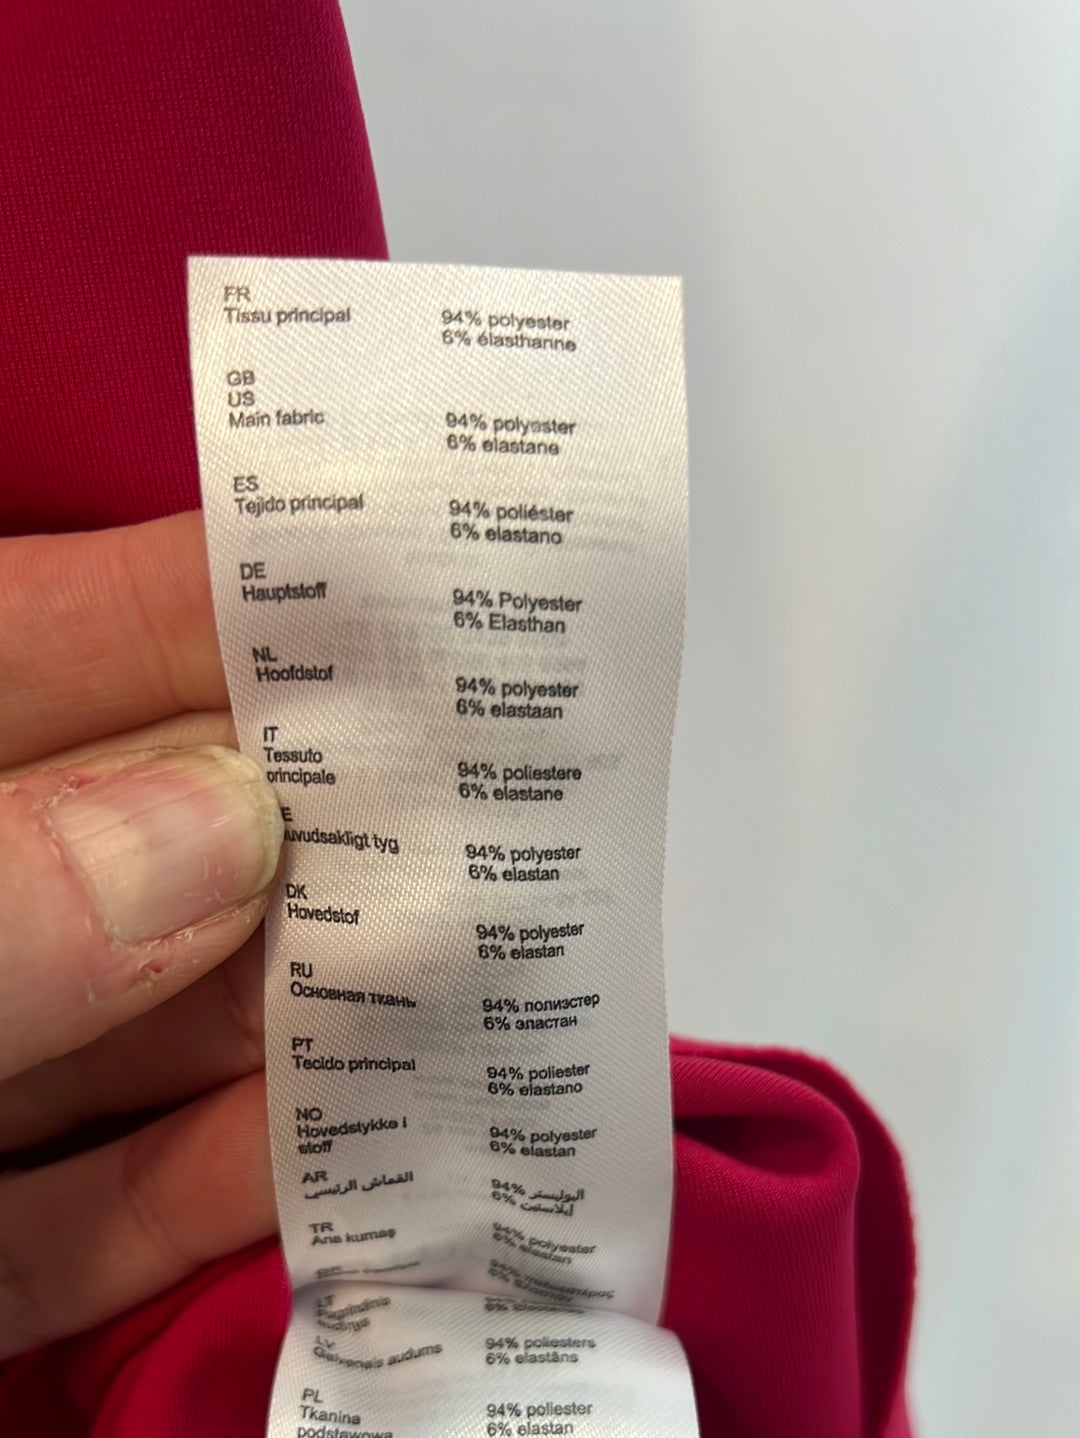 FR
Tissu principal
94% polyester
6% élasthanne
GB
US
Main fabric
94% polyester
6% elastane
ES
Tejido principal
94% poliéster
6% elastano
DE
Hauptstoff
94% Polyester
6% Elasthan
NL
Hoofdstof
94% polyester
6% elastaan
IT
Tessuto
principale
94% poliestere
6% elastane
E
uvudsakligt tyg
94% polyester
6% elastan
DK
Hovedstof
94% polyester
6% elastan
RU
Основная ткань
94% полиэстер
6% эластан
PT
Tecido principal
94% poliester
6% elastano
NO
Hovedstykke i
stoff
94% polyester
6% elastan
AR
القماش الرئيسي
94% البوليستر
6% إيلاستين
TR
Ana kumaş
94% polyester
6% elastan
LT
Pagrindinis
audinys
LV
Galvenais audums
94% poliesters
6% elastāns
PL
Tkanina
podstawowa
94% poliester
6% elastan